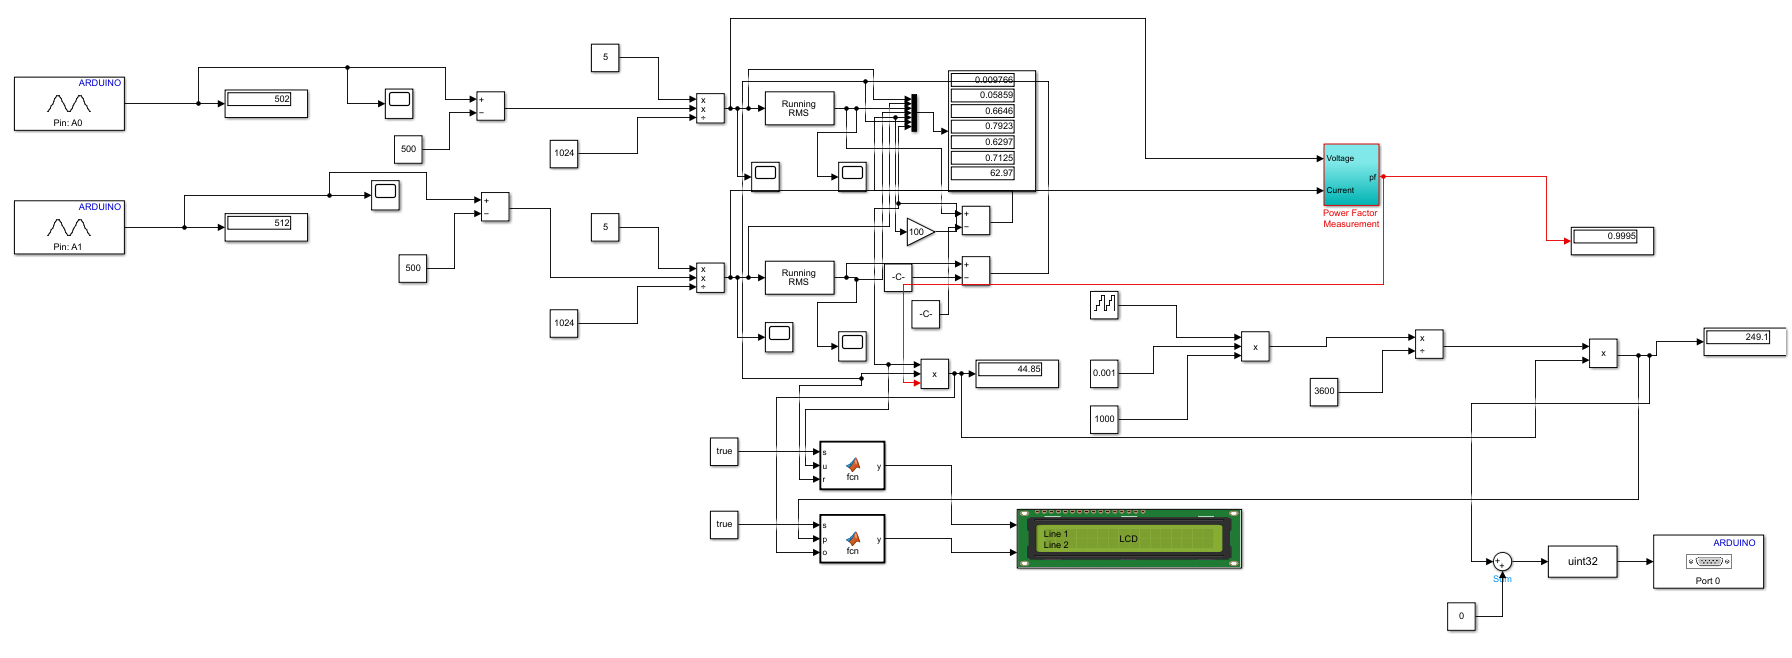 ARDUINO
Pin: A0
502
+
−
500
5
1024
x
x
÷
Running
RMS
0.009766
0.05859
0.6646
0.7923
0.6297
0.7125
62.97
Voltage
Current
pf
Power Factor
Measurement
0.9995
ARDUINO
Pin: A1
512
+
−
500
5
1024
x
x
÷
Running
RMS
100
+
−
+
−
-C-
-C-
x
44.85
0.001
1000
x
3600
x
÷
x
249.1
true
s
u
r
y
fcn
true
s
p
o
y
fcn
Line 1
Line 2
LCD
+
+
Sum
0
uint32
ARDUINO
Port 0